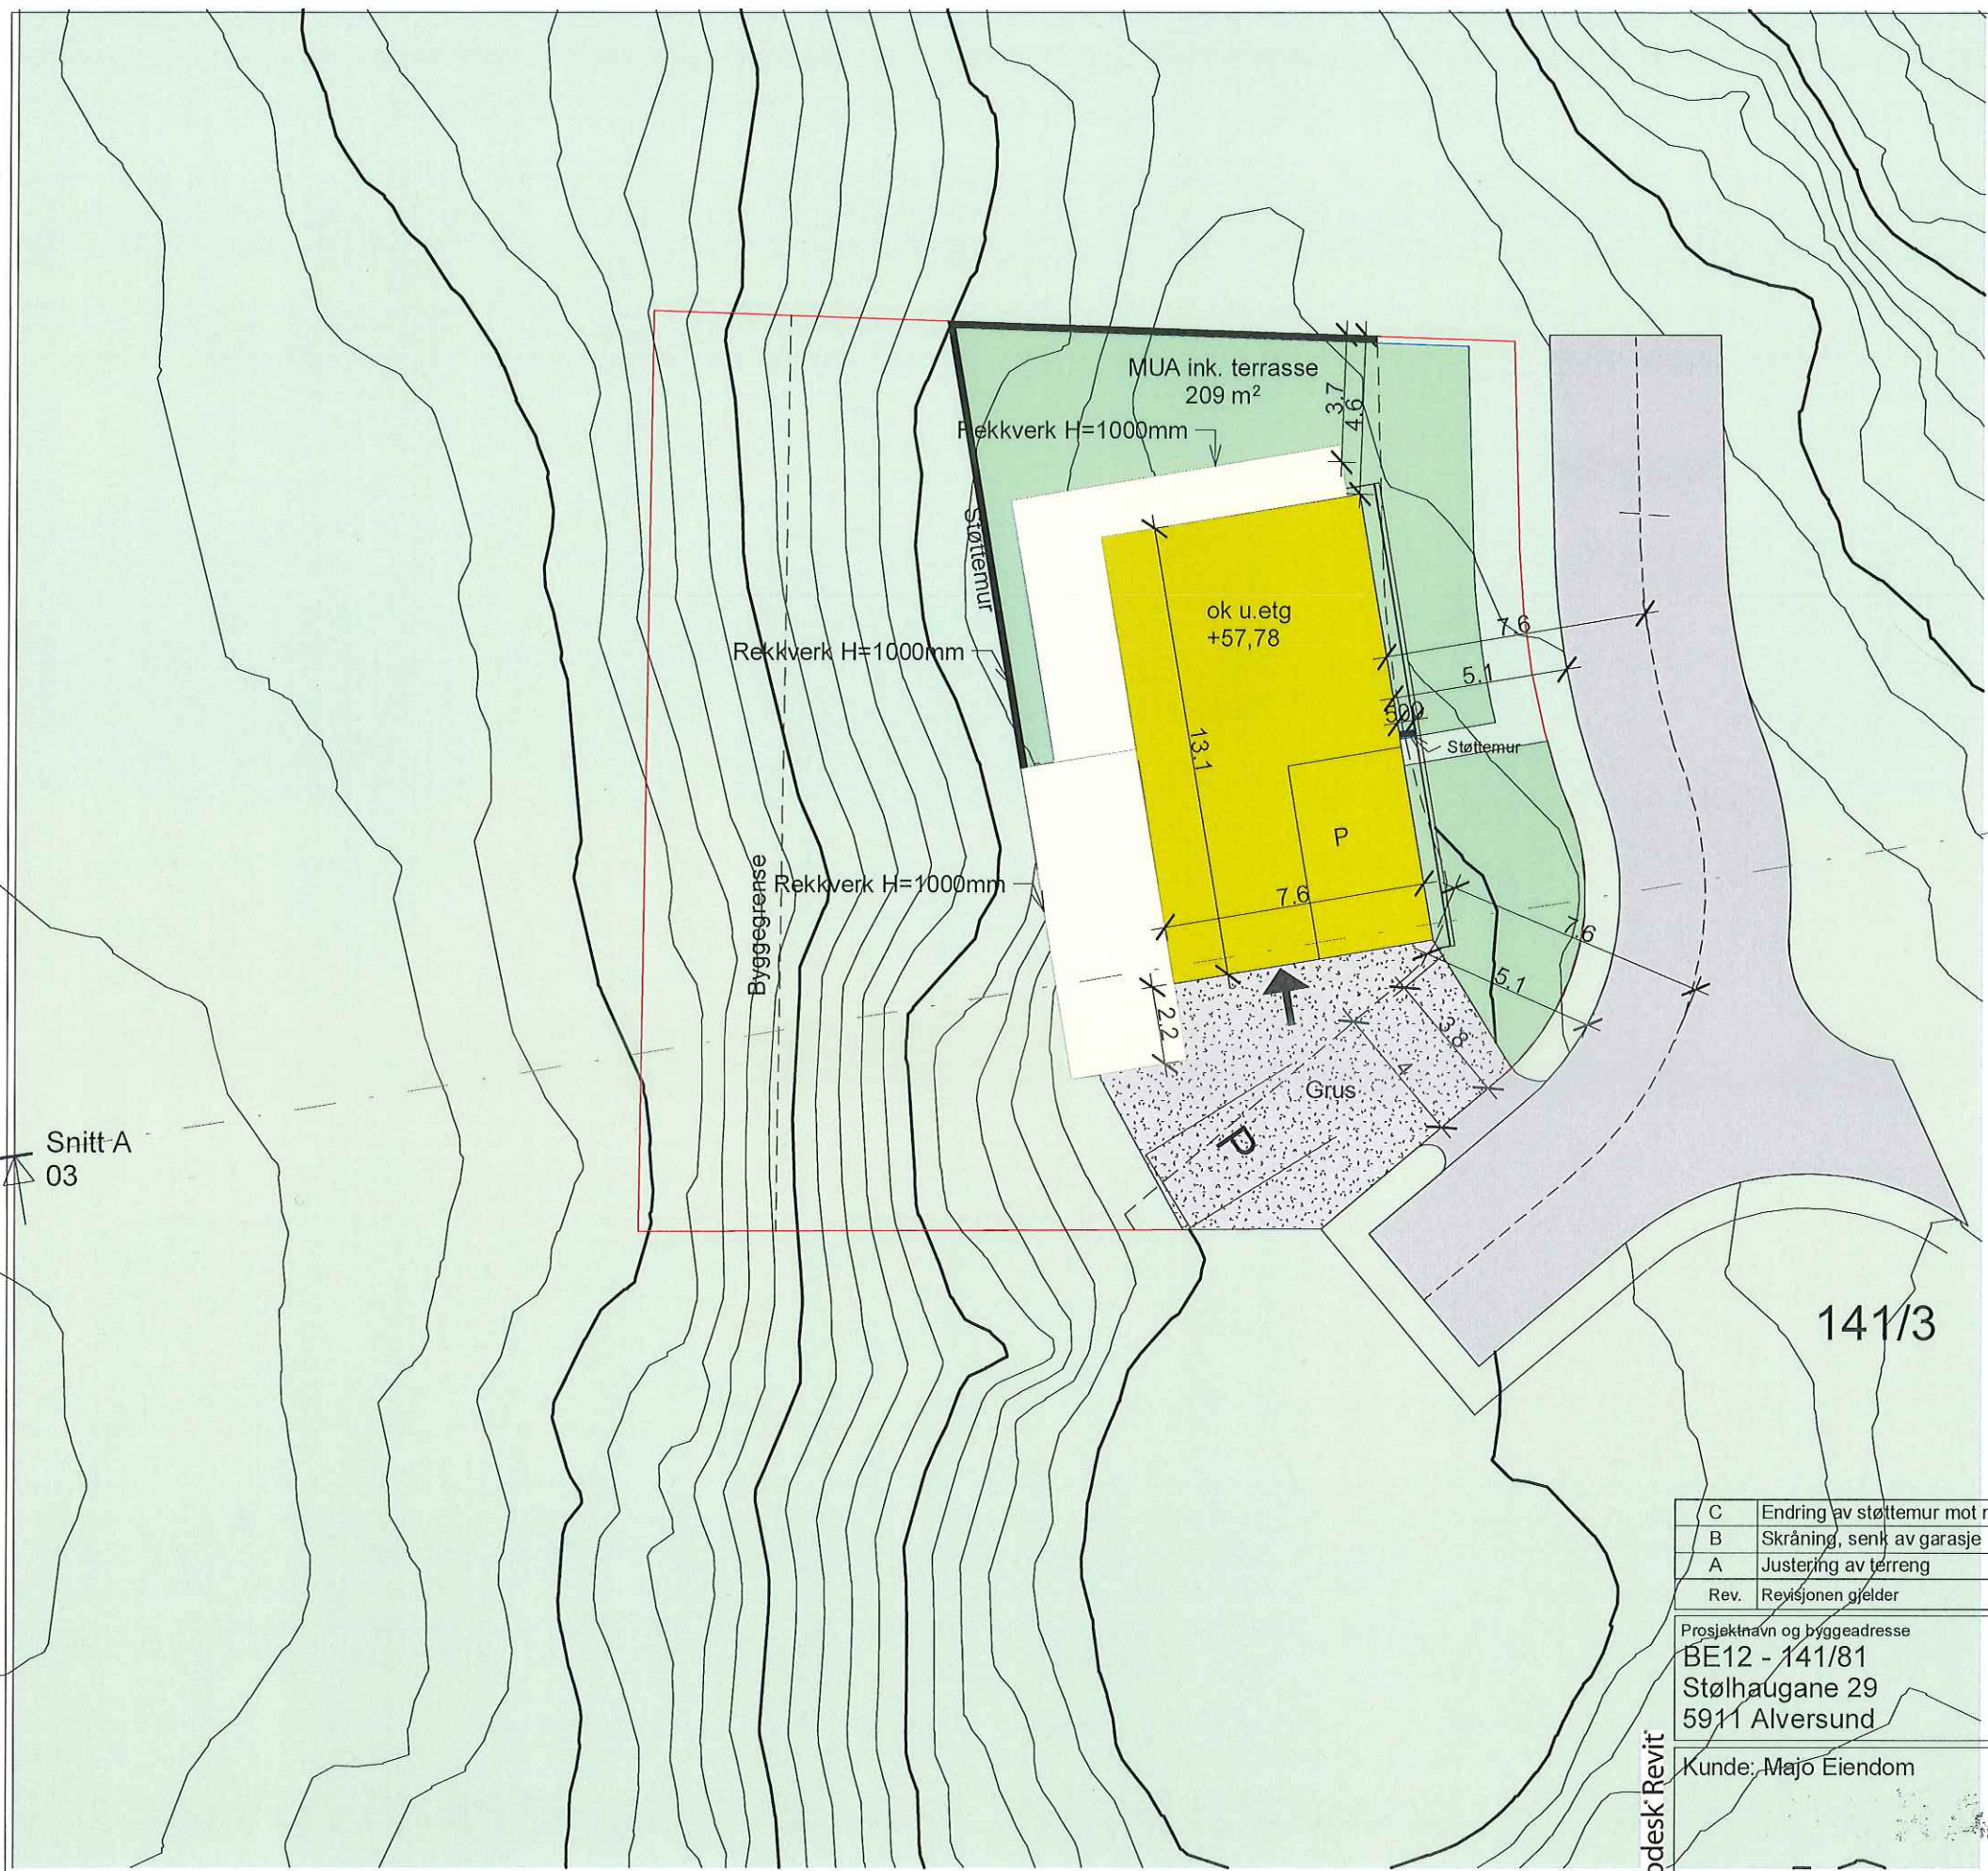 MUA ink. terrasse
209 m²
3.7
4.6
Rekkverk H=1000mm
Støttemur
ok u.etg
+57,78
7.6
Rekkverk H=1000mm
5.1
500
Støttemur
13.1
P
Byggegrense
Rekkverk H=1000mm
7.6
7.6
5.1
2.2
3.8
4
Grus
P
Snitt A
03
141/3
C Endring av støttemur mot
B Skråning, senk av garasje
A Justering av terreng
Rev. Revisjonen gjelder
Prosjektnavn og byggeadresse
BE12 - 141/81
Stølhaugane 29
5911 Alversund
Kunde: Majo Eiendom
odesk Revit